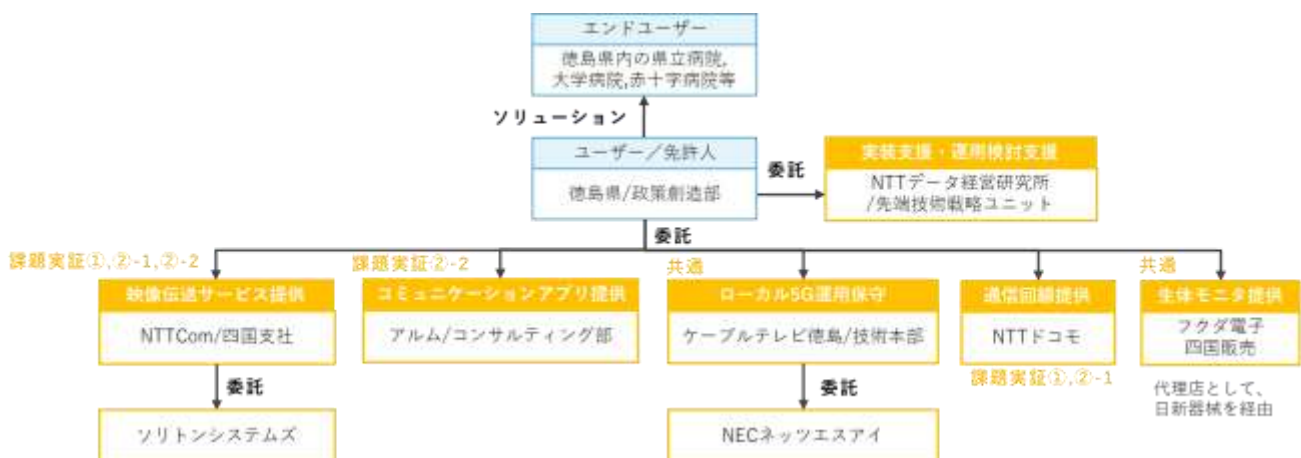 エンドユーザー
徳島県内の県立病院,
大学病院,赤十字病院等
ソリューション
ユーザー／免許人
徳島県/政策創造部
委託
実装支援・運用検討支援
NTTデータ経営研究所
/先端技術戦略ユニット
委託
課題実証①,②-1,②-2
映像伝送サービス提供
NTTCom/四国支社
委託
ソリトンシステムズ
課題実証②-2
コミュニケーションアプリ提供
アルム/コンサルティング部
共通
ローカル5G運用保守
ケーブルテレビ徳島/技術本部
委託
NECネッツエスアイ
通信回線提供
NTTドコモ
課題実証①,②-1
共通
生体モニタ提供
フクダ電子
四国販売
代理店として、
日新器械を経由